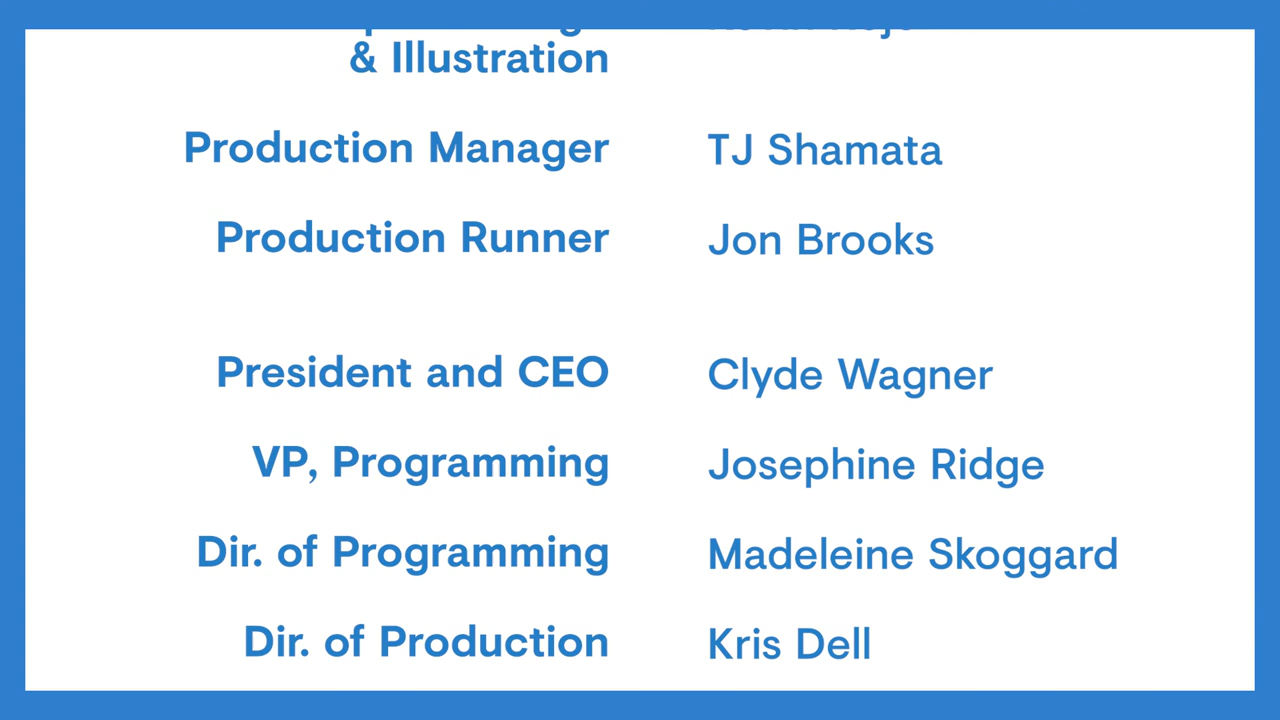 & Illustration
Production Manager TJ Shamata
Production Runner Jon Brooks
President and CEO Clyde Wagner
VP, Programming Josephine Ridge
Dir. of Programming Madeleine Skoggard
Dir. of Production Kris Dell